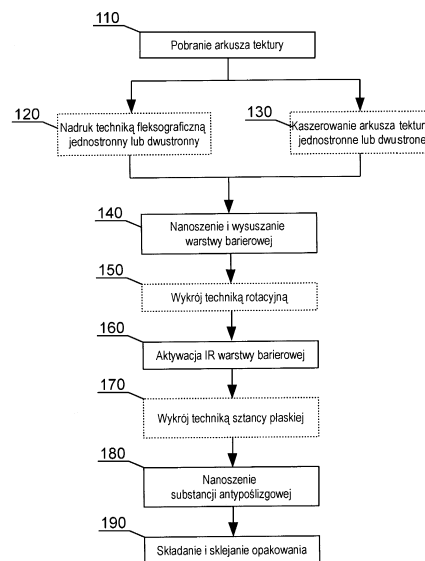 110
Pobranie arkusza tektury
120
Nadruk techniką fleksograficzną
jednostronny lub dwustronny
130
Kaszerowanie arkusza tektury
jednostronne lub dwustrone
140
Nanoszenie i wysuszanie
warstwy barierowej
150
Wykrój techniką rotacyjną
160
Aktywacja IR warstwy barierowej
170
Wykrój techniką sztancy płaskiej
180
Nanoszenie
substancji antypoślizgowej
190
Składanie i sklejanie opakowania